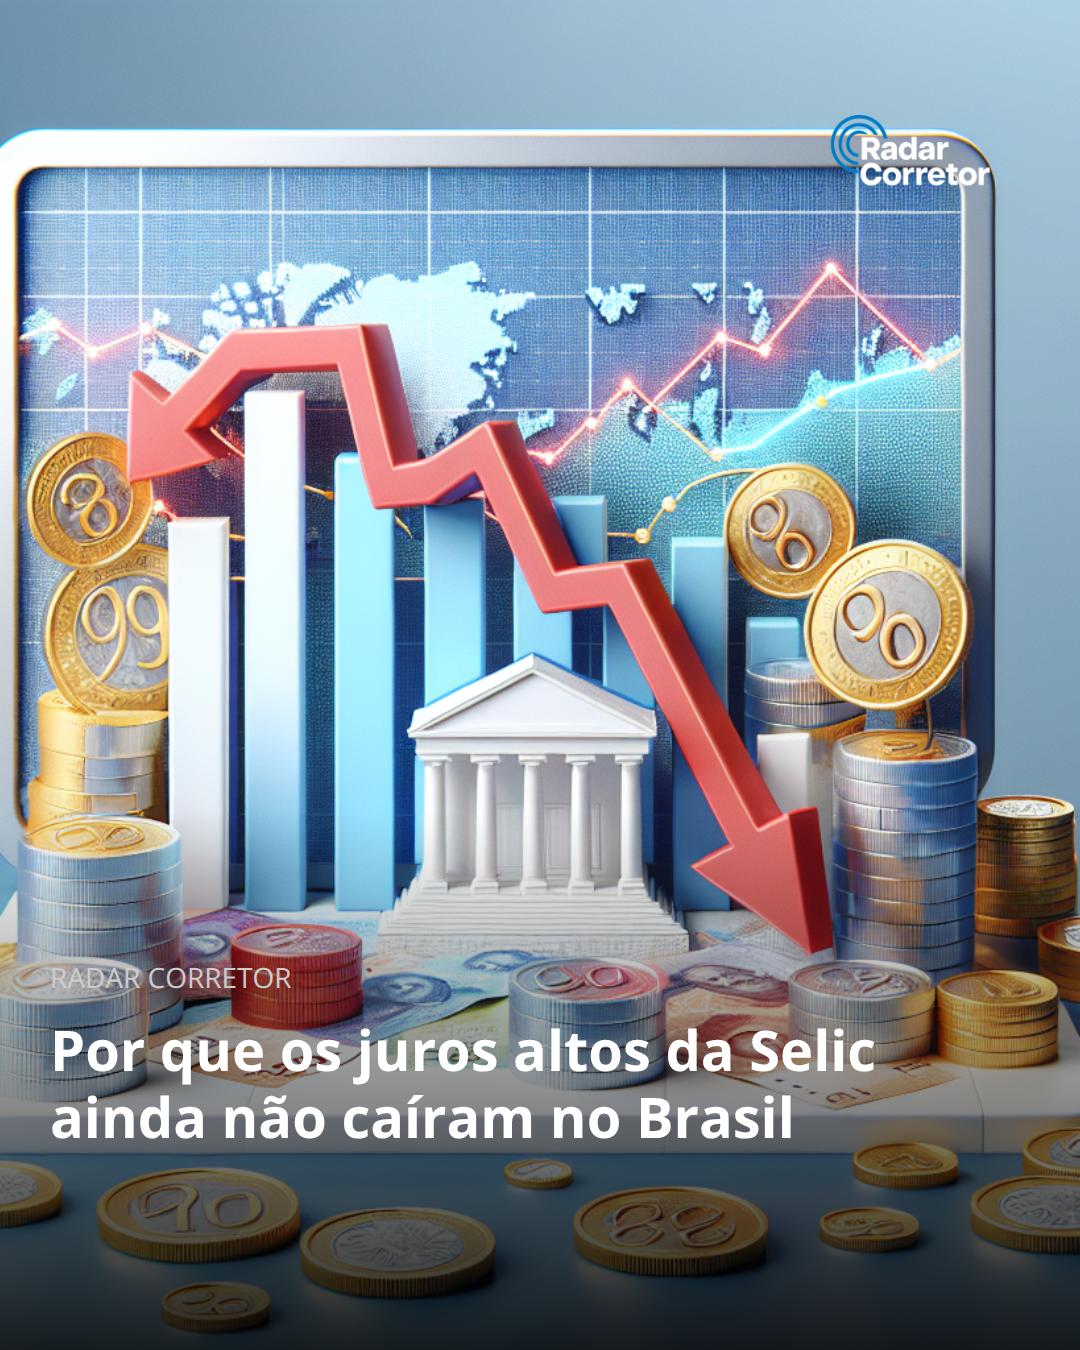 Radar
Corretor
RADAR CORRETOR
Por que os juros altos da Selic
ainda não caíram no Brasil